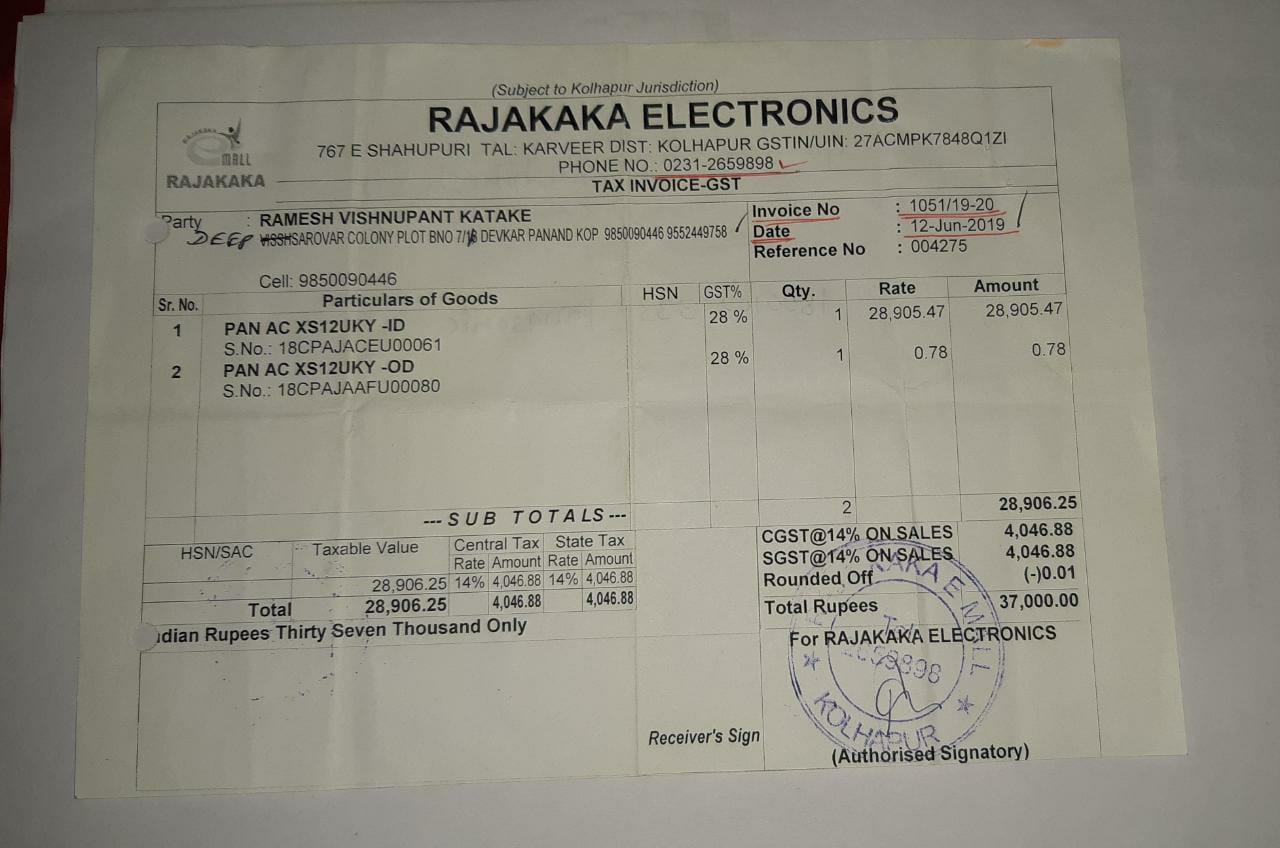 (Subject to Kolhapur Jurisdiction)
RAJAKAKA ELECTRONICS
767 E SHAHUPURI TAL: KARVEER DIST: KOLHAPUR GSTIN/UIN: 27ACMPK7848Q1ZI
PHONE NO.: 0231-2659898
MALL
RAJAKAKA
TAX INVOICE-GST
Party : RAMESH VISHNUPANT KATAKE
DEEP SAROVAR COLONY PLOT BNO 7/ DEVKAR PANAND KOP 9850090446 9552449758
Cell: 9850090446
Invoice No : 1051/19-20
Date : 12-Jun-2019
Reference No : 004275
Sr. No. Particulars of Goods HSN GST% Qty. Rate Amount
1 PAN AC XS12UKY -ID 28 % 1 28,905.47 28,905.47
S.No.: 18CPAJACEU00061
2 PAN AC XS12UKY -OD 28 % 1 0.78 0.78
S.No.: 18CPAJAAFU00080
--- SUB TOTALS --- 2 28,906.25
CGST@14% ON SALES 4,046.88
SGST@14% ON SALES 4,046.88
Rounded Off (-)0.01
Total Rupees 37,000.00
HSN/SAC Taxable Value Central Tax State Tax
Rate Amount Rate Amount
28,906.25 14% 4,046.88 14% 4,046.88
Total 28,906.25 4,046.88 4,046.88
dian Rupees Thirty Seven Thousand Only
For RAJAKAKA ELECTRONICS
KAKA E MALL
KOLHAPUR
Receiver's Sign
(Authorised Signatory)